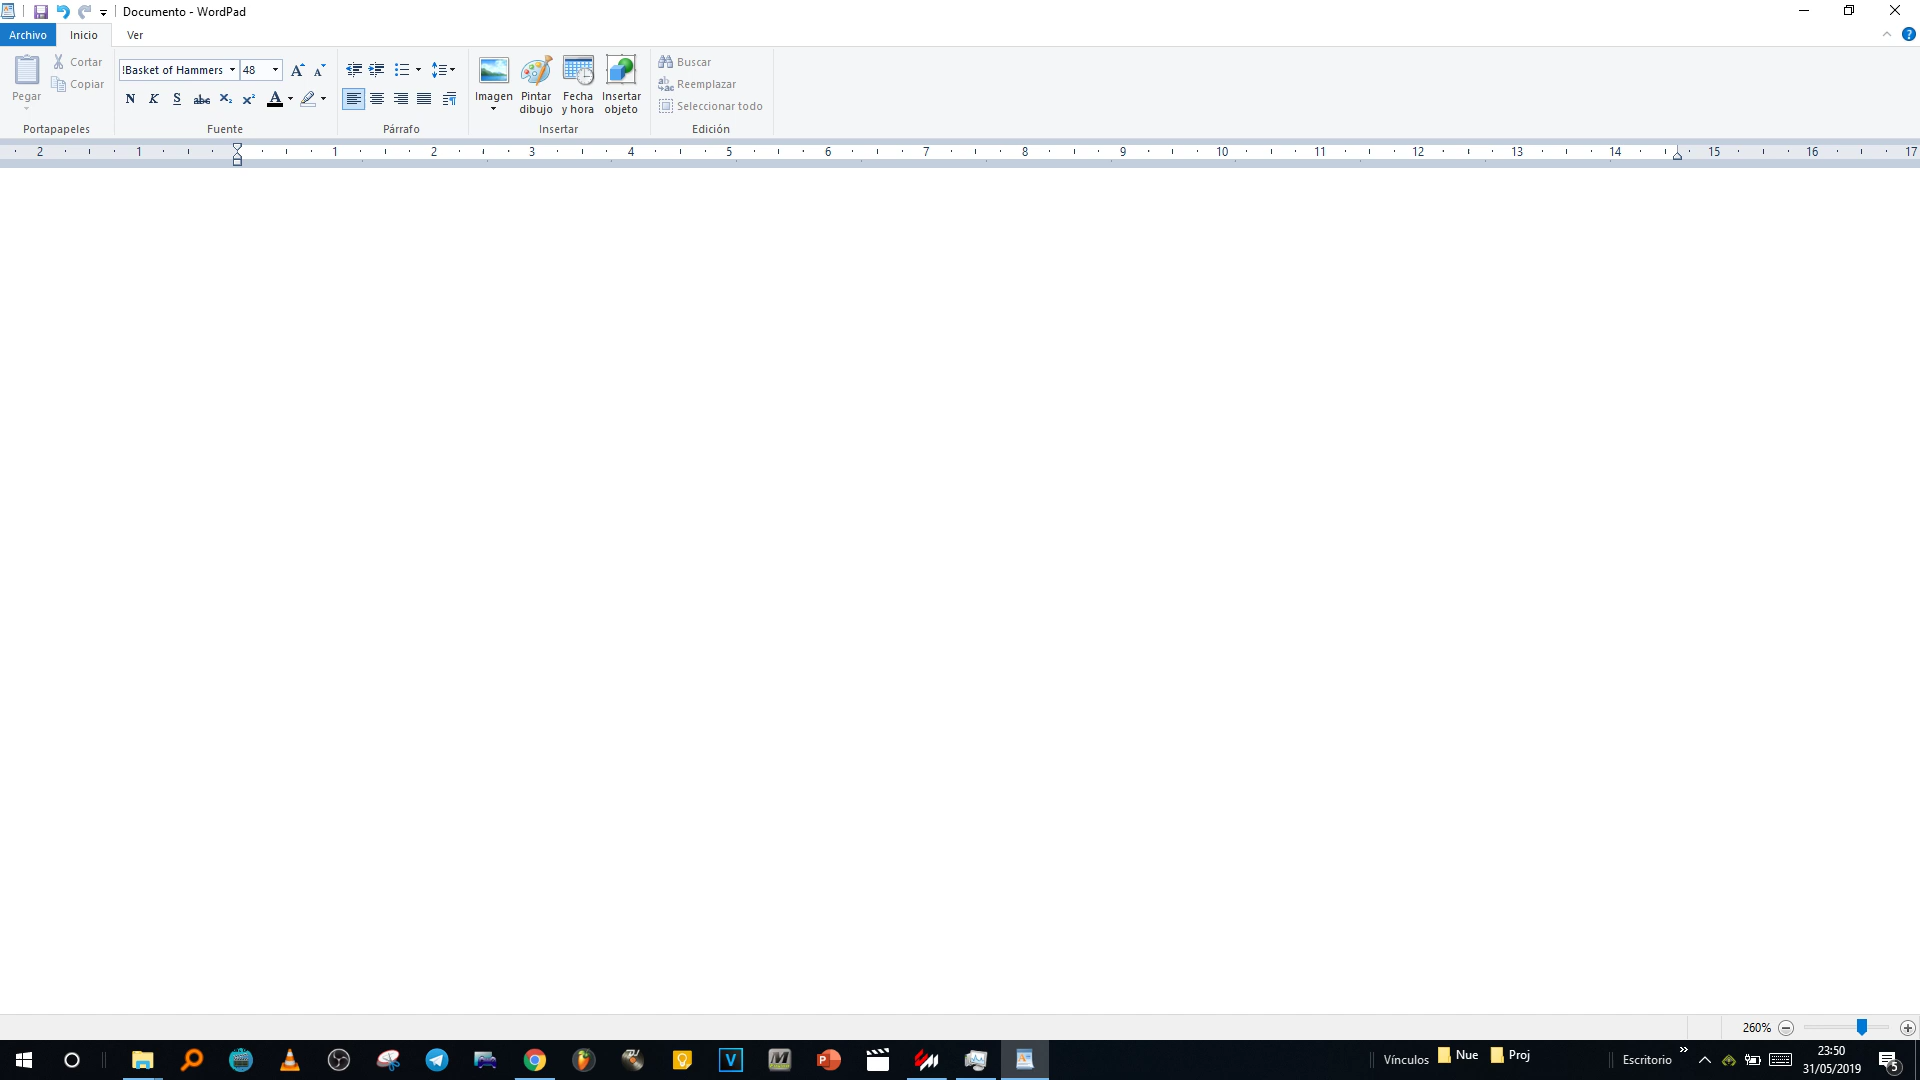 Documento - WordPad
Archivo Inicio Ver
Pegar Cortar Copiar
Portapapeles
!Basket of Hammers 48
N K S abc X₂ X² A
Fuente
Párrafo
Imagen Pintar dibujo Fecha y hora Insertar objeto
Insertar
Buscar
Reemplazar
Seleccionar todo
Edición
2 1 1 2 3 4 5 6 7 8 9 10 11 12 13 14 15 16 17
260%
Vínculos Nue Proj Escritorio » 23:50
31/05/2019 5